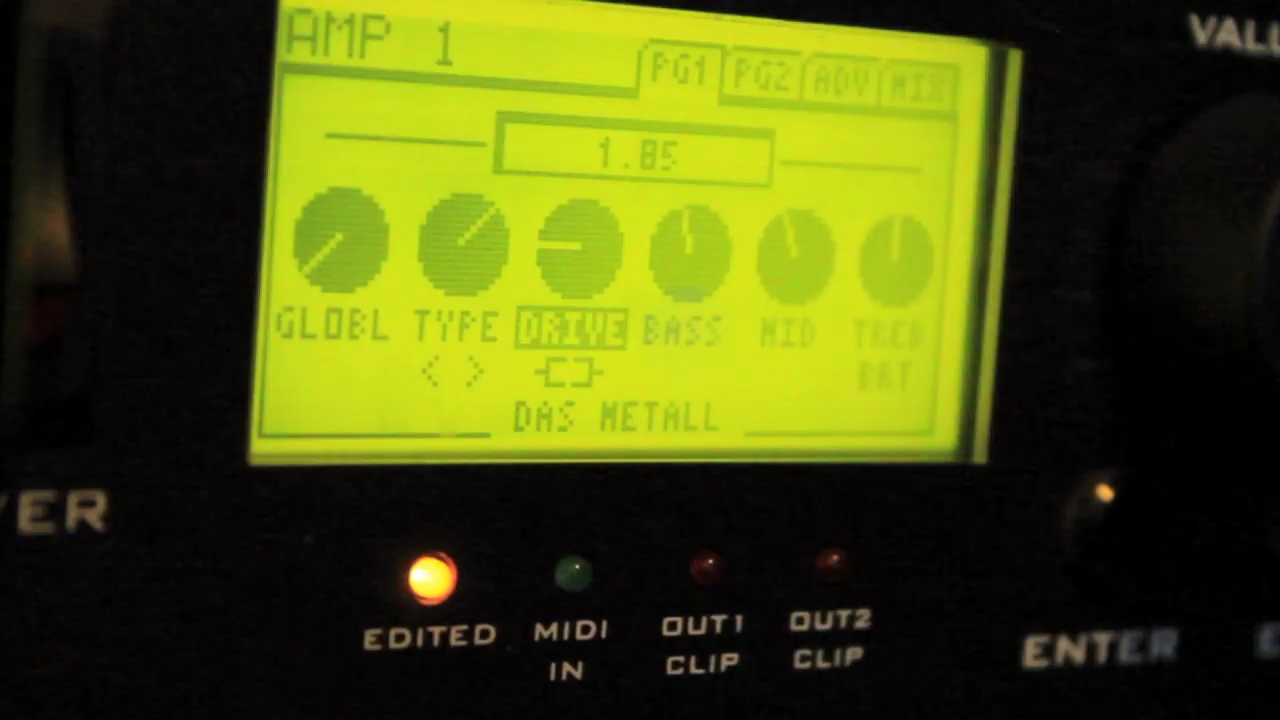 VALU
AMP 1
PG1 PG2 ADV MIX
1.85
GLOBL TYPE DRIVE BASS MID TREB
< > BRT
DAS METALL
ER
EDITED MIDI IN OUT1 CLIP OUT2 CLIP
ENTER